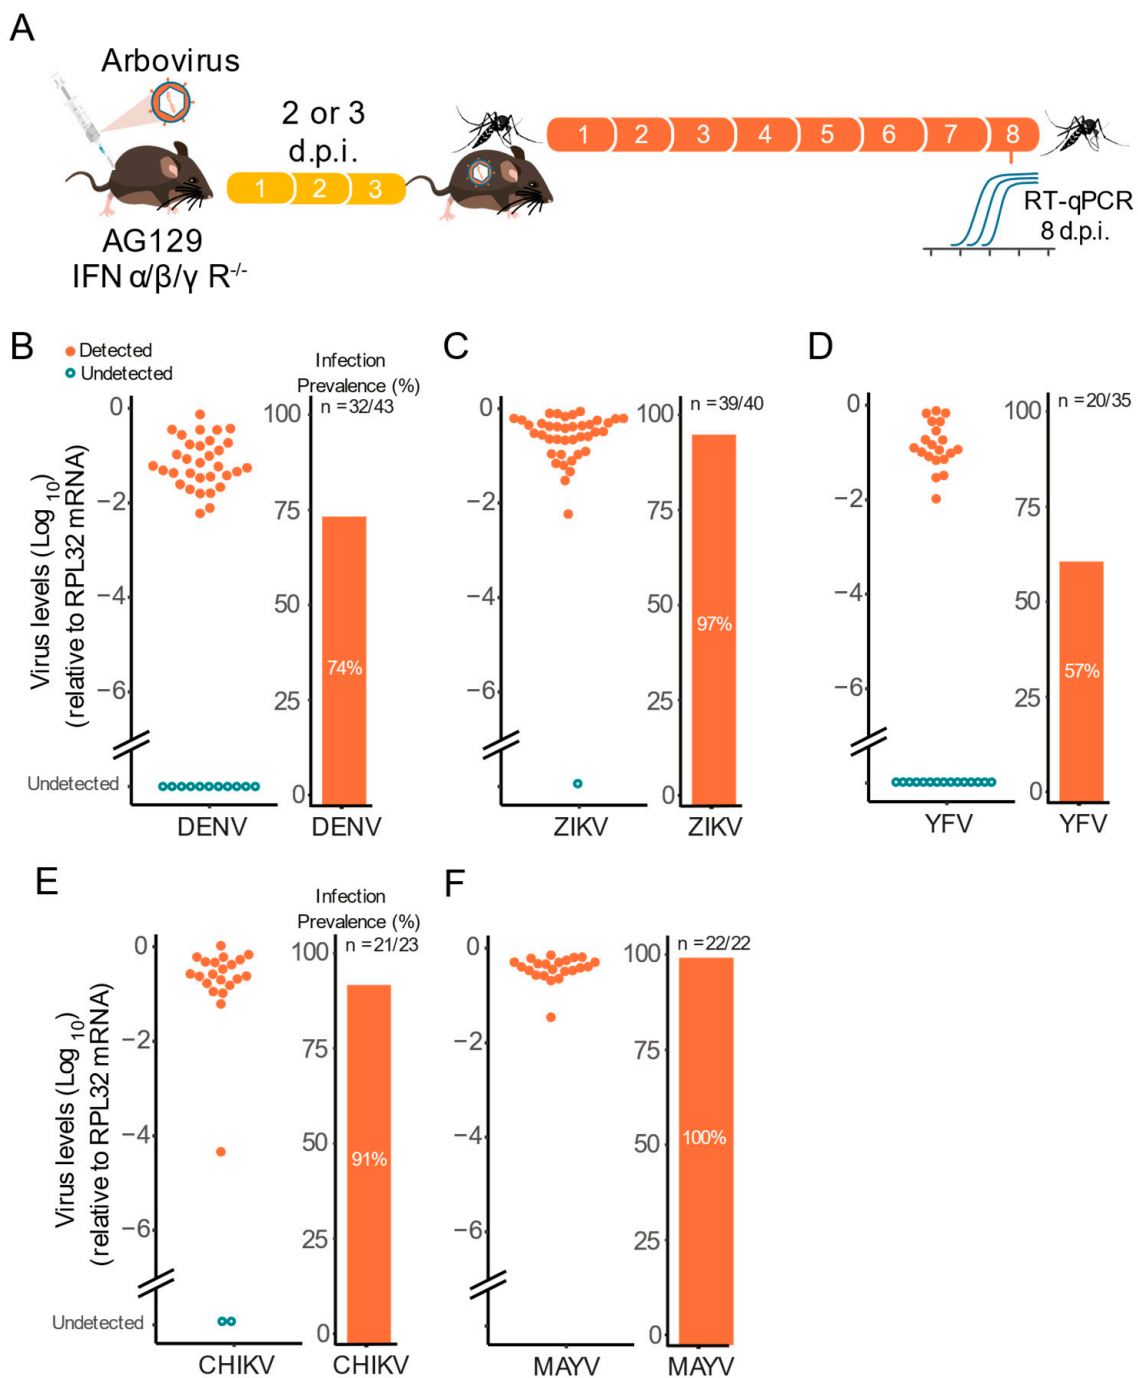 A
Arbovirus
2 or 3
d.p.i.
1 2 3
1 2 3 4 5 6 7 8
AG129
IFN α/β/γ R-/-
RT-qPCR
8 d.p.i.
B
Detected
Undetected
Infection
Prevalence (%)
n =32/43
Virus levels (Log 10)
(relative to RPL32 mRNA)
0
−2
−4
−6
Undetected
DENV
100
75
50
25
0
74%
DENV
C
0
−2
−4
−6
ZIKV
n =39/40
100
75
50
25
0
97%
ZIKV
D
0
−2
−4
−6
YFV
n =20/35
100
75
50
25
0
57%
YFV
E
Infection
Prevalence (%)
n =21/23
Virus levels (Log 10)
(relative to RPL32 mRNA)
0
−2
−4
−6
Undetected
CHIKV
100
75
50
25
0
91%
CHIKV
F
0
−2
−4
−6
MAYV
n =22/22
100
75
50
25
0
100%
MAYV